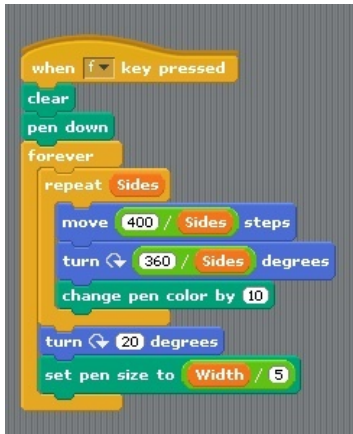 when f key pressed
clear
pen down
forever
repeat Sides
move 400 / Sides steps
turn 360 / Sides degrees
change pen color by 10
turn 20 degrees
set pen size to Width / 5